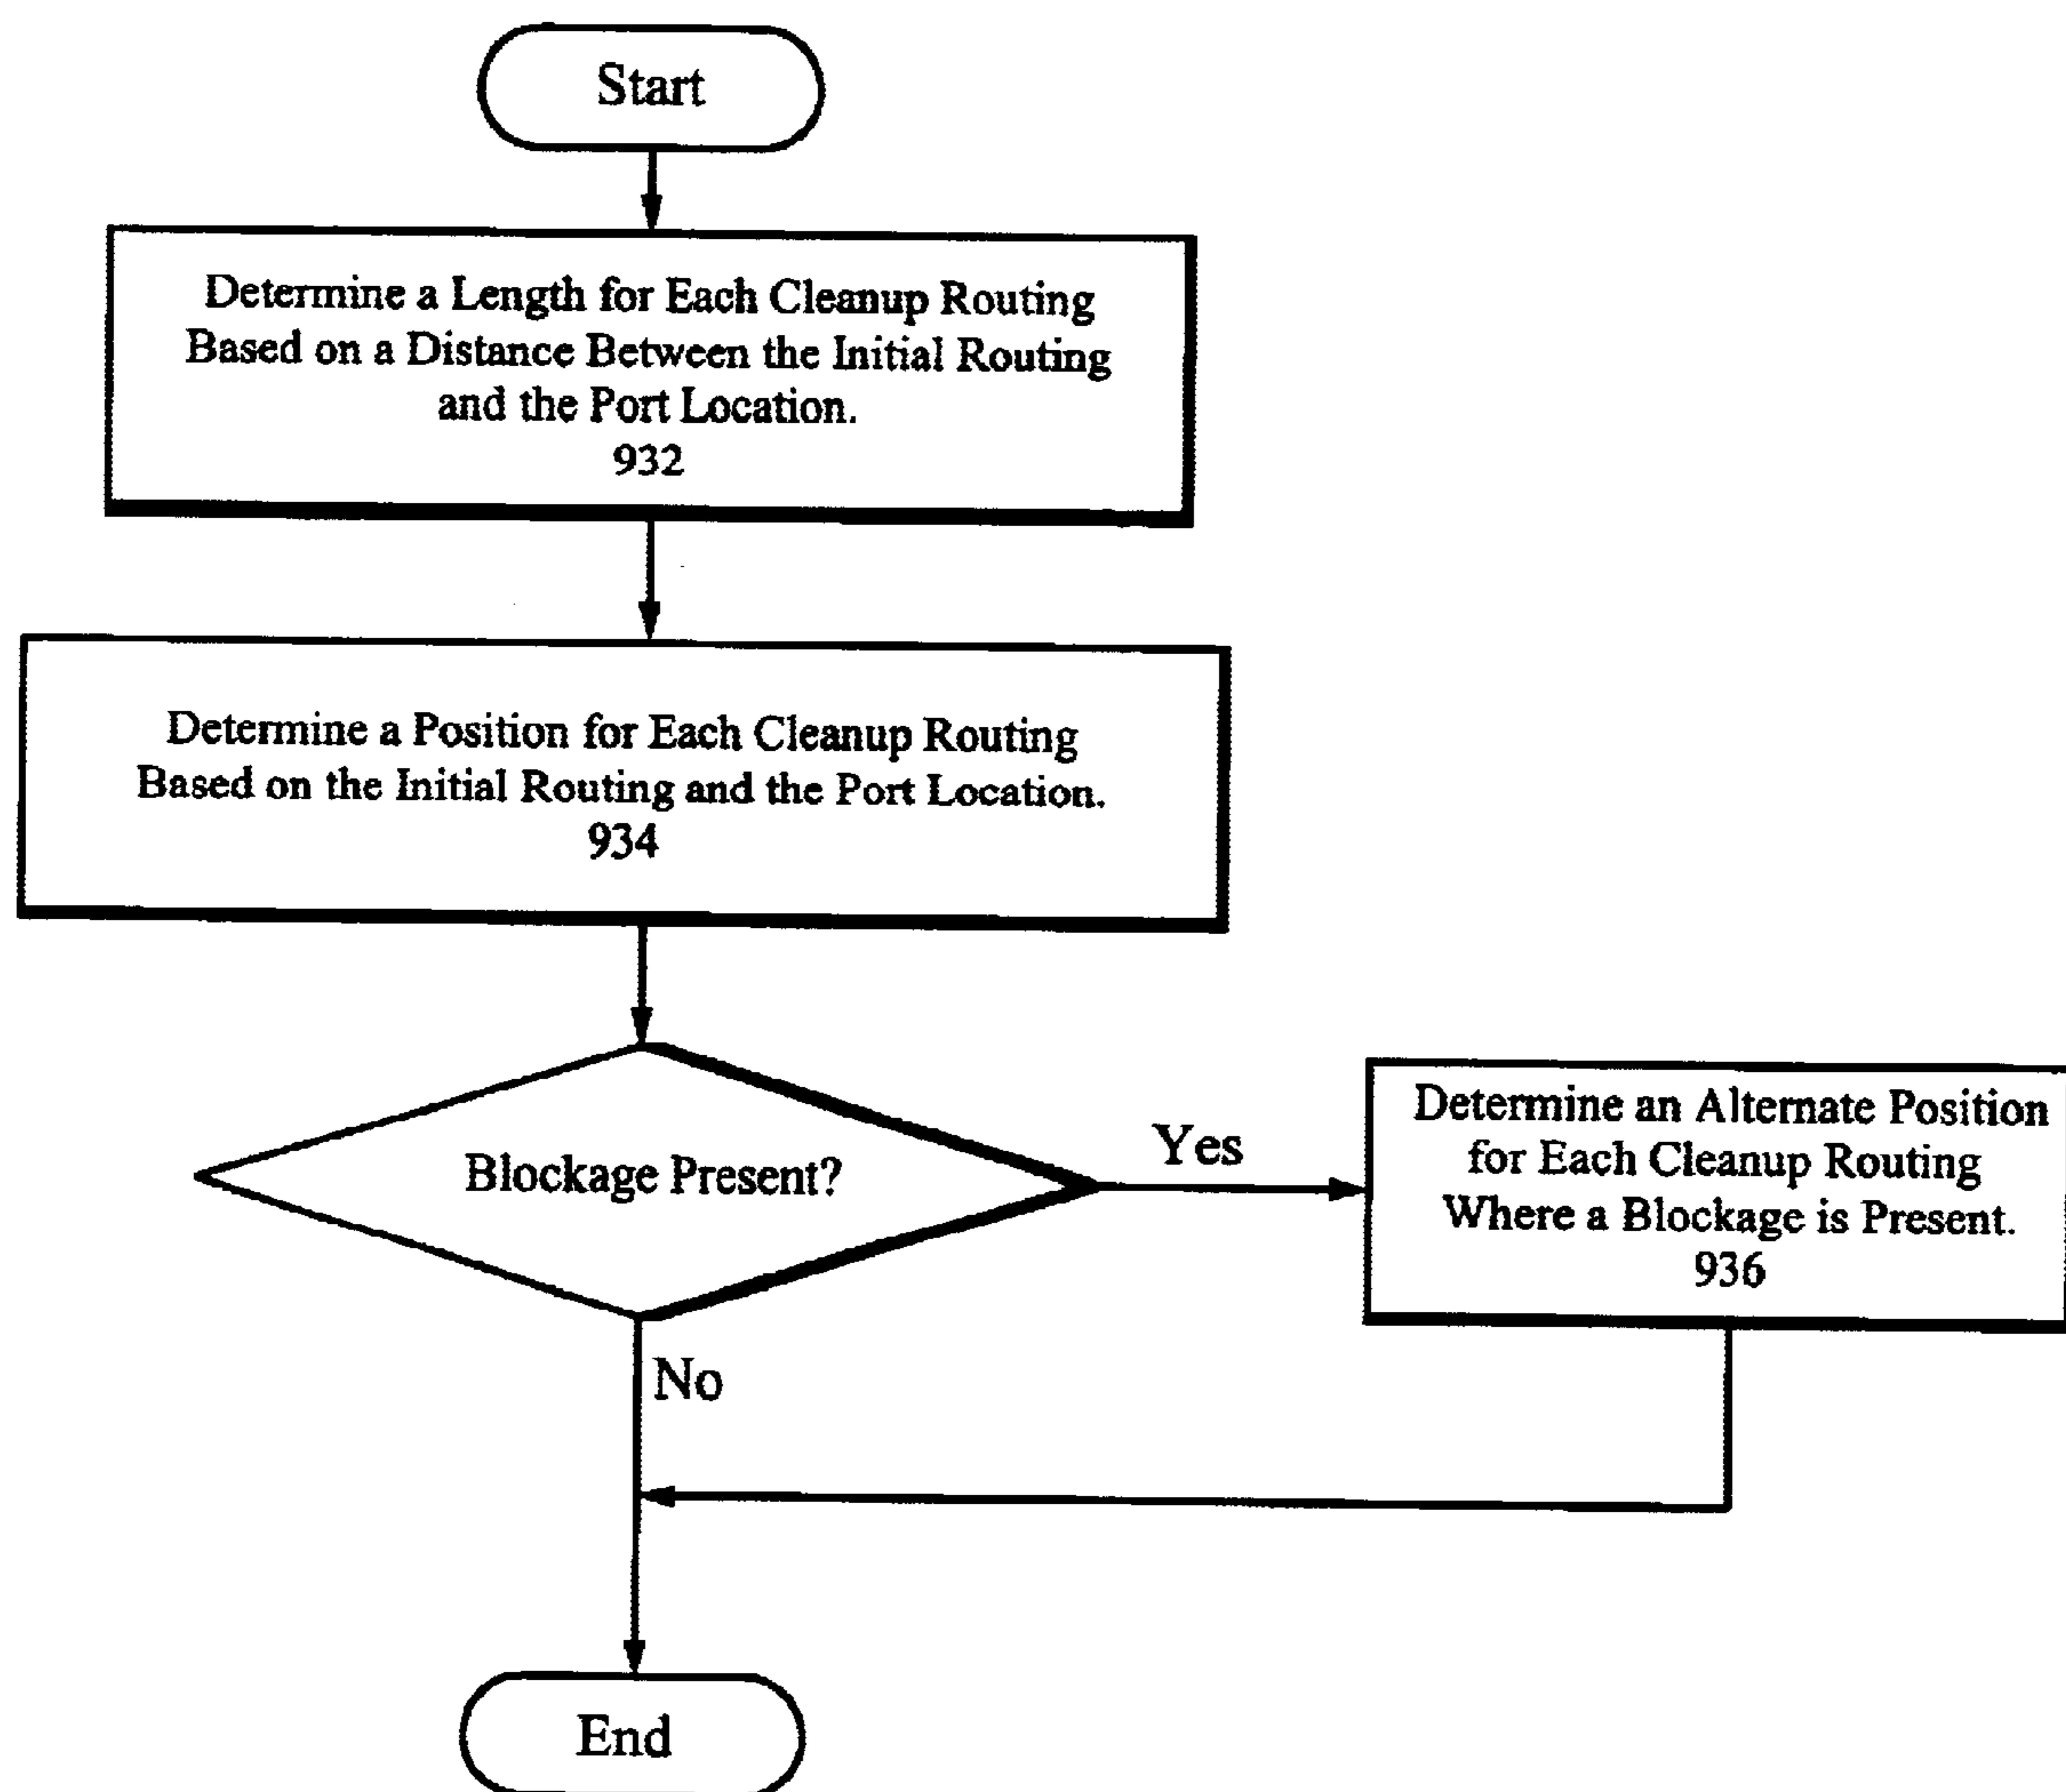 Start
Determine a Length for Each Cleanup Routing
Based on a Distance Between the Initial Routing
and the Port Location.
932
Determine a Position for Each Cleanup Routing
Based on the Initial Routing and the Port Location.
934
Blockage Present?
Yes
Determine an Alternate Position
for Each Cleanup Routing
Where a Blockage is Present.
936
No
End